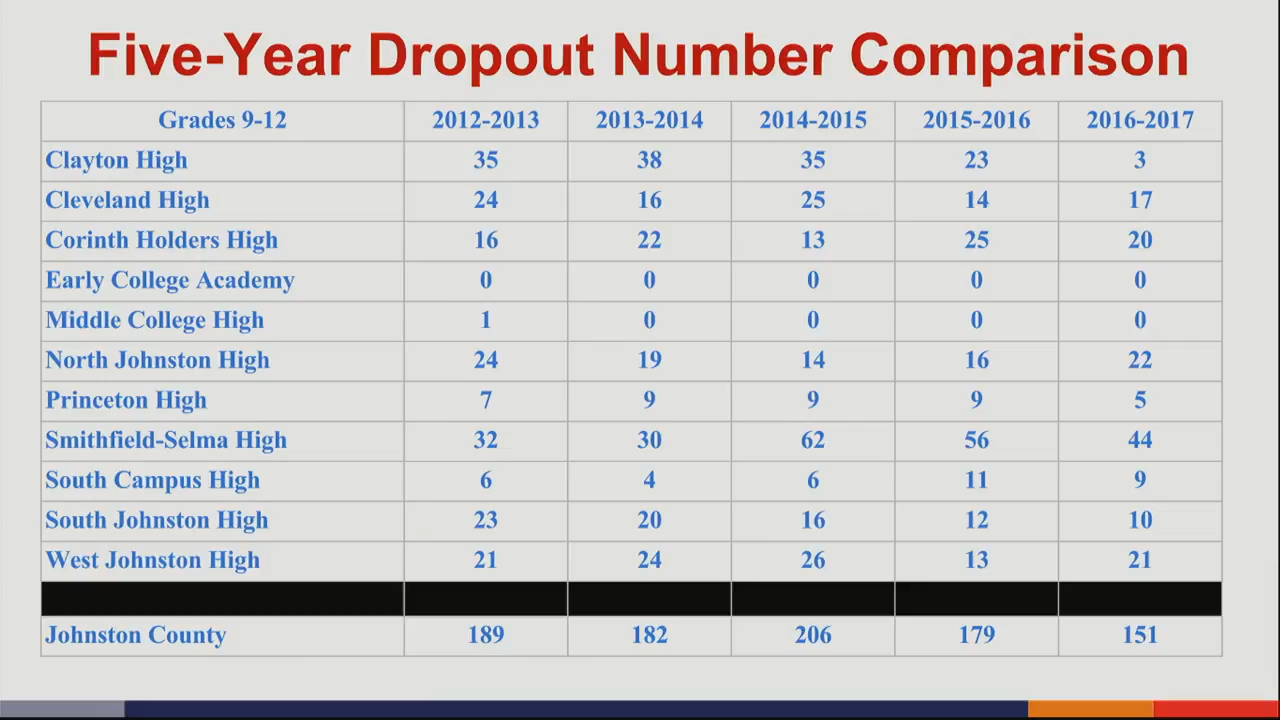 Five-Year Dropout Number Comparison
Grades 9-12 2012-2013 2013-2014 2014-2015 2015-2016 2016-2017
Clayton High 35 38 35 23 3
Cleveland High 24 16 25 14 17
Corinth Holders High 16 22 13 25 20
Early College Academy 0 0 0 0 0
Middle College High 1 0 0 0 0
North Johnston High 24 19 14 16 22
Princeton High 7 9 9 9 5
Smithfield-Selma High 32 30 62 56 44
South Campus High 6 4 6 11 9
South Johnston High 23 20 16 12 10
West Johnston High 21 24 26 13 21
Johnston County 189 182 206 179 151